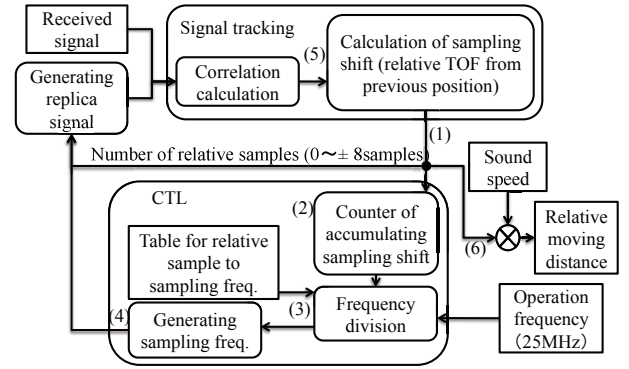 Received
signal
Signal tracking
(5)
Calculation of sampling
shift (relative TOF from
previous position)
Generating
replica
signal
Correlation
calculation
(1)
Number of relative samples (0〜± 8samples)
Sound
speed
CTL
(2)
Counter of
accumulating
sampling shift
(6)
Relative
moving
distance
Table for relative
sample to
sampling freq.
(4)
Generating
sampling freq.
(3)
Frequency
division
Operation
frequency
(25MHz)